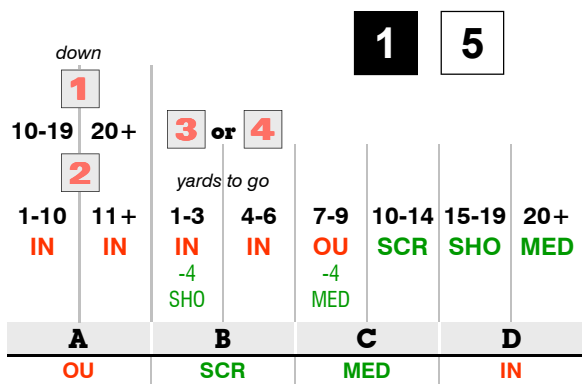 1 5
down
1
10-19 20+ 3 or 4
2 yards to go
1-10 11+ 1-3 4-6 7-9 10-14 15-19 20+
IN IN IN IN OU SCR SHO MED
-4 -4
SHO MED
A B C D
OU SCR MED IN